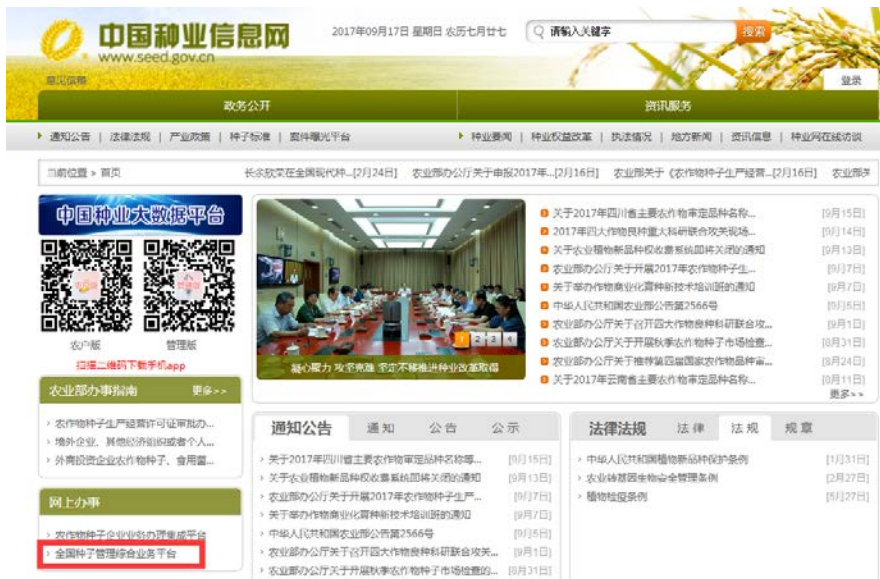 中国种业信息网
www.seed.gov.cn
2017年09月17日 星期日 农历七月廿七
请输入关键字
搜索
意见信箱
登录
政务公开
资讯服务
通知公告 | 法律法规 | 产业政策 | 种子标准 | 案件曝光平台
种业要闻 | 种业权益改革 | 执法情况 | 地方新闻 | 资讯信息 | 种业网在线访谈
当前位置 » 首页
长余欣荣在全国现代种...[2月24日] 农业部办公厅关于申报2017年...[2月16日] 农业部关于《农作物种子生产经营...[2月16日] 农业部关
中国种业大数据平台
农户版
管理版
农户版
管理版
扫描二维码下载手机app
凝心聚力 攻坚克难 坚定不移推进种业改革取得
1 2 3 4
关于2017年四川省主要农作物审定品种名称... [9月15日]
2017年四大作物良种重大科研联合攻关现场... [9月14日]
关于农业植物新品种权收费系统即将关闭的通知 [9月13日]
农业部办公厅关于开展2017年农作物种子生... [9月7日]
关于举办作物商业化育种新技术培训班的通知 [9月7日]
中华人民共和国农业部公告第2566号 [9月5日]
农业部办公厅关于召开四大作物良种科研联合攻... [9月1日]
农业部办公厅关于开展秋季农作物种子市场检查... [8月31日]
农业部办公厅关于推荐第四届国家农作物品种审... [8月24日]
关于2017年云南省主要农作物审定品种名称... [8月11日]
更多>>
农业部办事指南
更多>>
农作物种子生产经营许可证审批办...
境外企业、其他经济组织或者个人...
外商投资企业农作物种子、食用菌...
网上办事
农作物种子企业业务办理集成平台
全国种子管理综合业务平台
通知公告 通知 公告 公示
关于2017年四川省主要农作物审定品种名称等... [9月15日]
关于农业植物新品种权收费系统即将关闭的通知 [9月13日]
农业部办公厅关于开展2017年农作物种子生产... [9月7日]
关于举办作物商业化育种新技术培训班的通知 [9月7日]
中华人民共和国农业部公告第2566号 [9月5日]
农业部办公厅关于召开四大作物良种科研联合攻关... [9月1日]
农业部办公厅关于开展秋季农作物种子市场检查的... [8月31日]
法律法规 法律 法规 规章
中华人民共和国植物新品种保护条例 [1月31日]
农业转基因生物安全管理条例 [2月27日]
植物检疫条例 [5月27日]